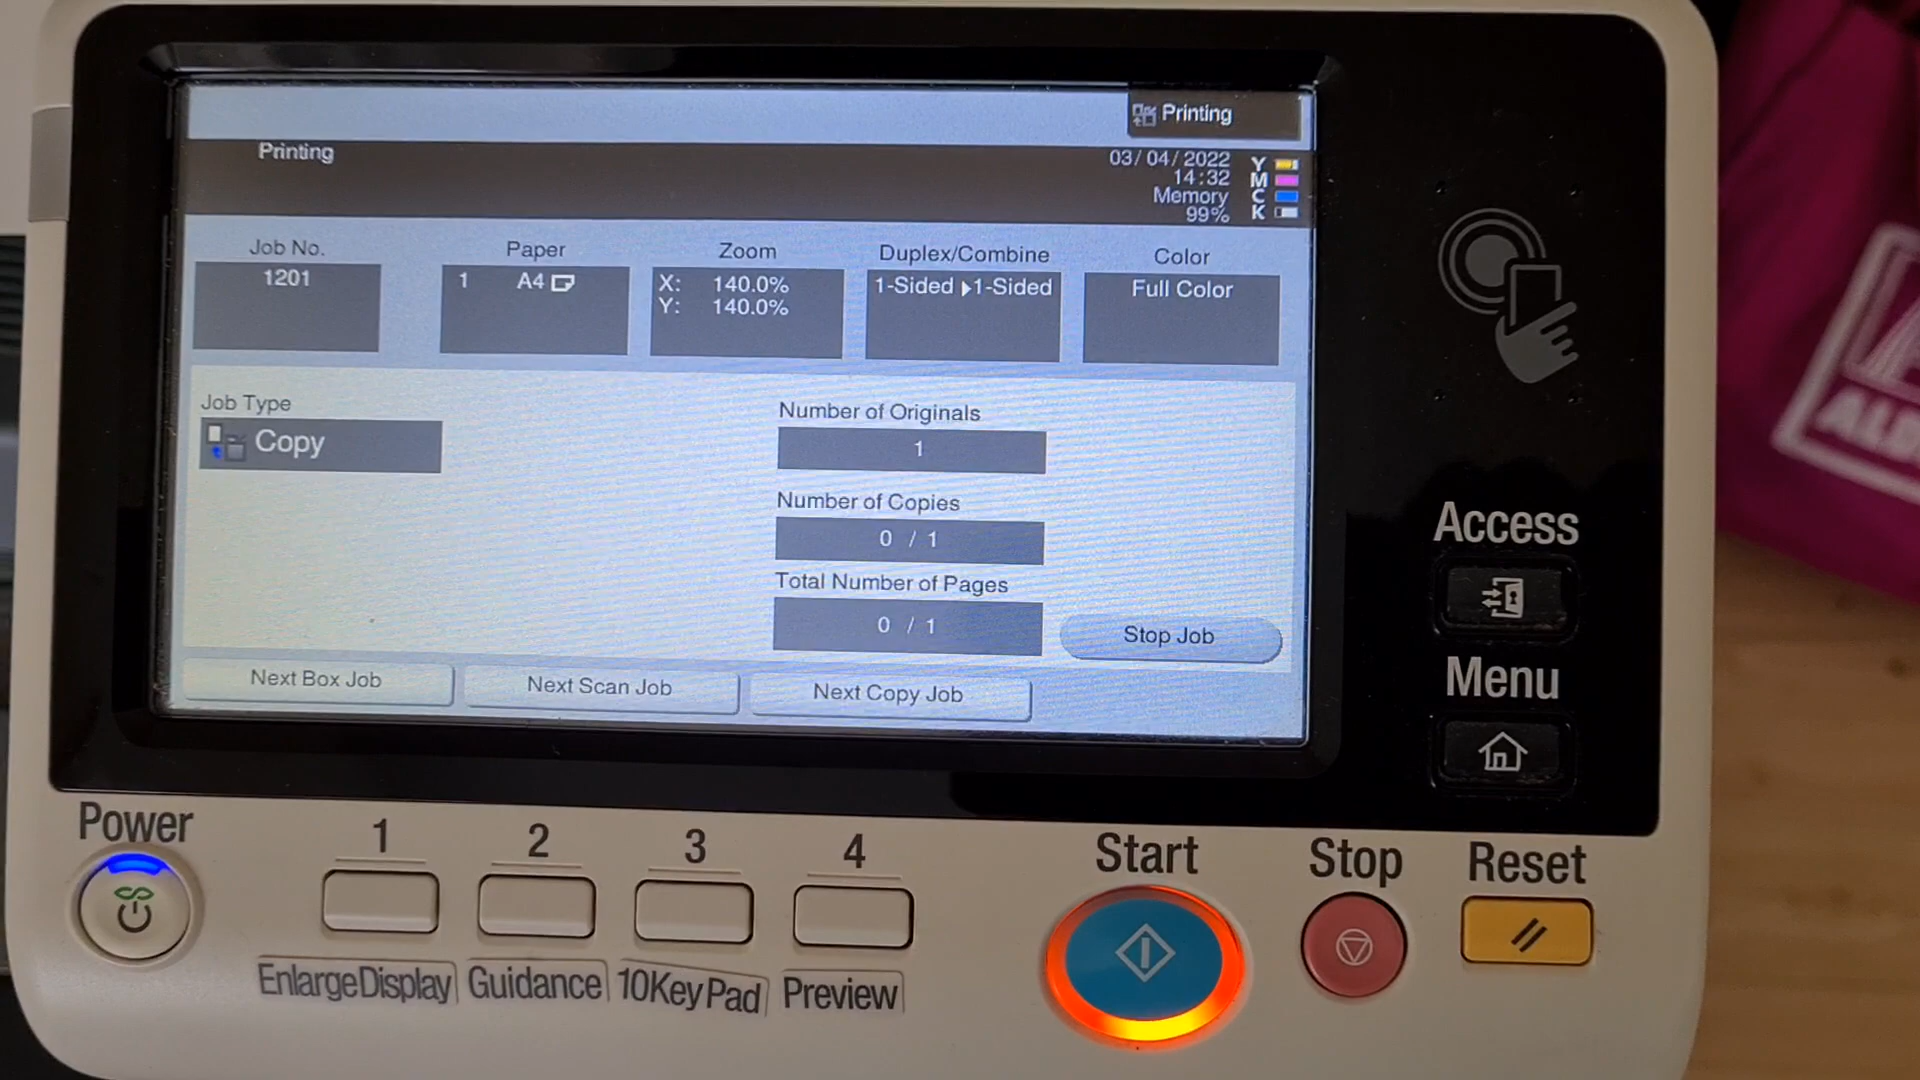 Printing
Printing
03/04/2022
14:32
Memory
99%
Y
M
C
K
Job No.
1201
Paper
1 A4
Zoom
X: 140.0%
Y: 140.0%
Duplex/Combine
1-Sided ▶1-Sided
Color
Full Color
Job Type
Copy
Number of Originals
1
Number of Copies
0 / 1
Total Number of Pages
0 / 1
Stop Job
Next Box Job
Next Scan Job
Next Copy Job
Access
Menu
Power
1
2
3
4
Start
Stop
Reset
Enlarge Display
Guidance
10 Key Pad
Preview